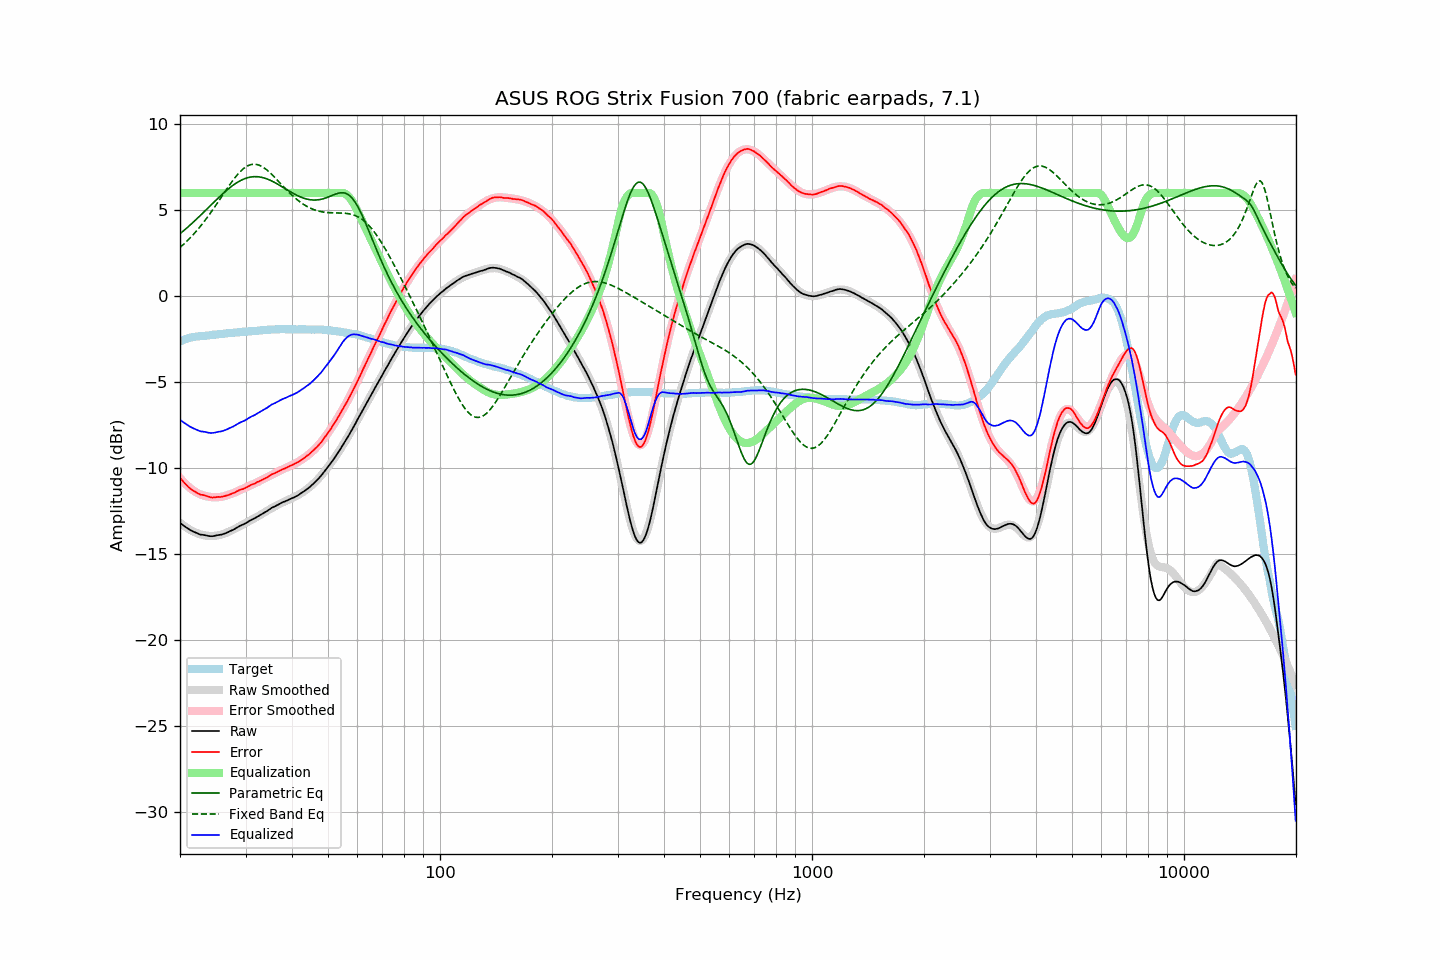 ASUS ROG Strix Fusion 700 (fabric earpads, 7.1)
10
5
0
−5
−10
−15
−20
−25
−30
Amplitude (dBr)
Target
Raw Smoothed
Error Smoothed
Raw
Error
Equalization
Parametric Eq
Fixed Band Eq
Equalized
100 1000 10000
Frequency (Hz)